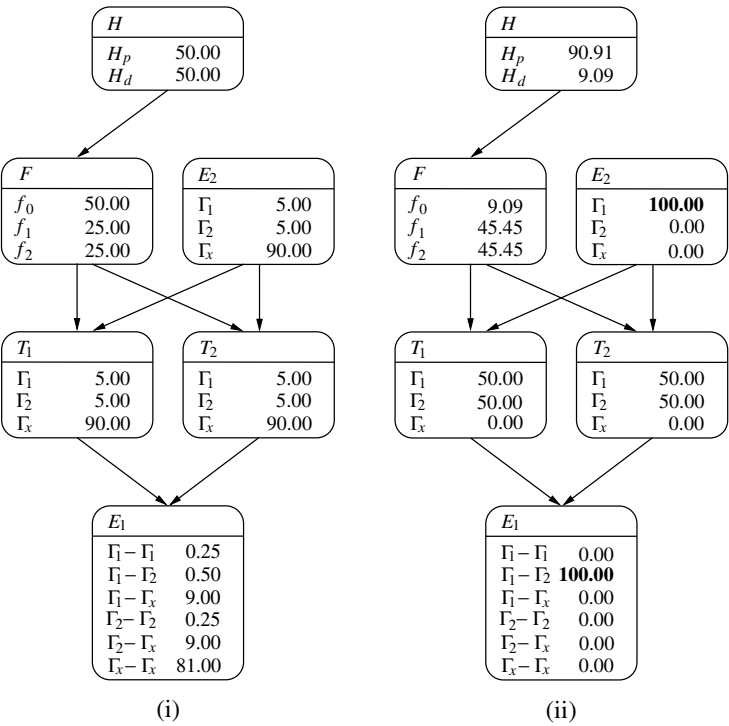 H
H_p 50.00
H_d 50.00
F
f_0 50.00
f_1 25.00
f_2 25.00
E_2
Γ_1 5.00
Γ_2 5.00
Γ_x 90.00
T_1
Γ_1 5.00
Γ_2 5.00
Γ_x 90.00
T_2
Γ_1 5.00
Γ_2 5.00
Γ_x 90.00
E_1
Γ_1 – Γ_1 0.25
Γ_1 – Γ_2 0.50
Γ_1 – Γ_x 9.00
Γ_2 – Γ_2 0.25
Γ_2 – Γ_x 9.00
Γ_x – Γ_x 81.00
(i)
H
H_p 90.91
H_d 9.09
F
f_0 9.09
f_1 45.45
f_2 45.45
E_2
Γ_1 100.00
Γ_2 0.00
Γ_x 0.00
T_1
Γ_1 50.00
Γ_2 50.00
Γ_x 0.00
T_2
Γ_1 50.00
Γ_2 50.00
Γ_x 0.00
E_1
Γ_1 – Γ_1 0.00
Γ_1 – Γ_2 100.00
Γ_1 – Γ_x 0.00
Γ_2 – Γ_2 0.00
Γ_2 – Γ_x 0.00
Γ_x – Γ_x 0.00
(ii)